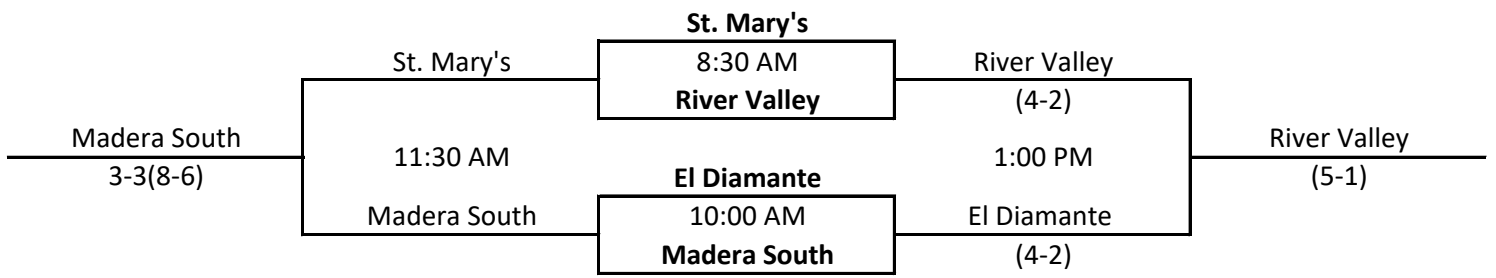 St. Mary's
St. Mary's 8:30 AM River Valley
River Valley (4-2)
Madera South 11:30 AM 1:00 PM River Valley
3-3(8-6) El Diamante (5-1)
Madera South 10:00 AM El Diamante
Madera South (4-2)